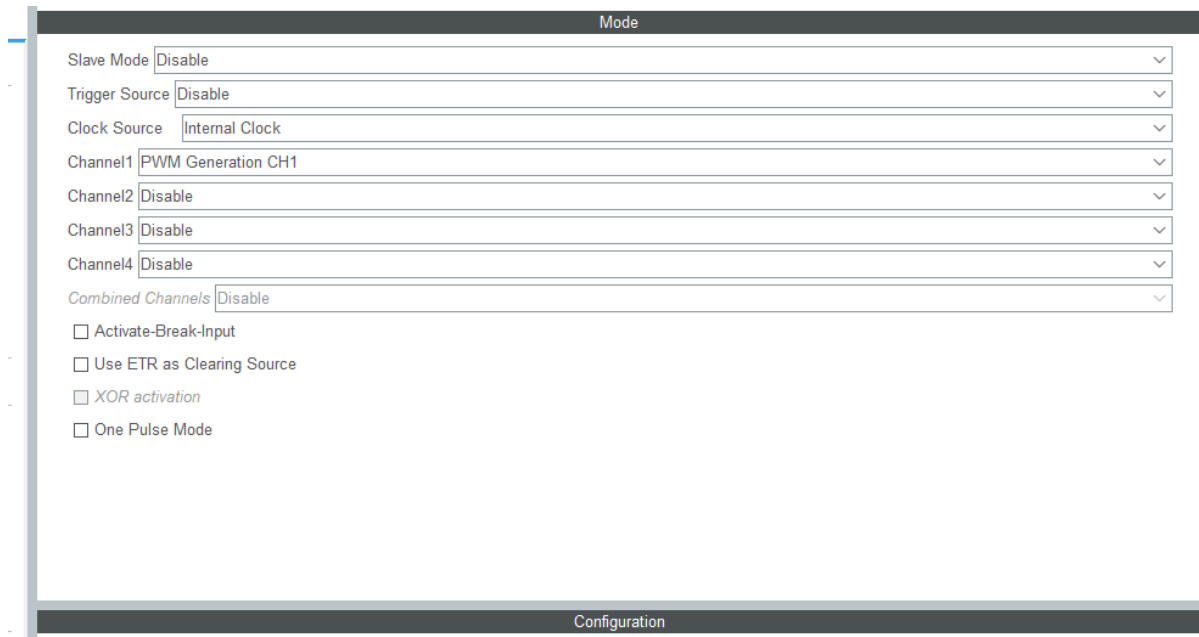 Mode
Slave Mode Disable
Trigger Source Disable
Clock Source Internal Clock
Channel1 PWM Generation CH1
Channel2 Disable
Channel3 Disable
Channel4 Disable
Combined Channels Disable
Activate-Break-Input
Use ETR as Clearing Source
XOR activation
One Pulse Mode
Configuration